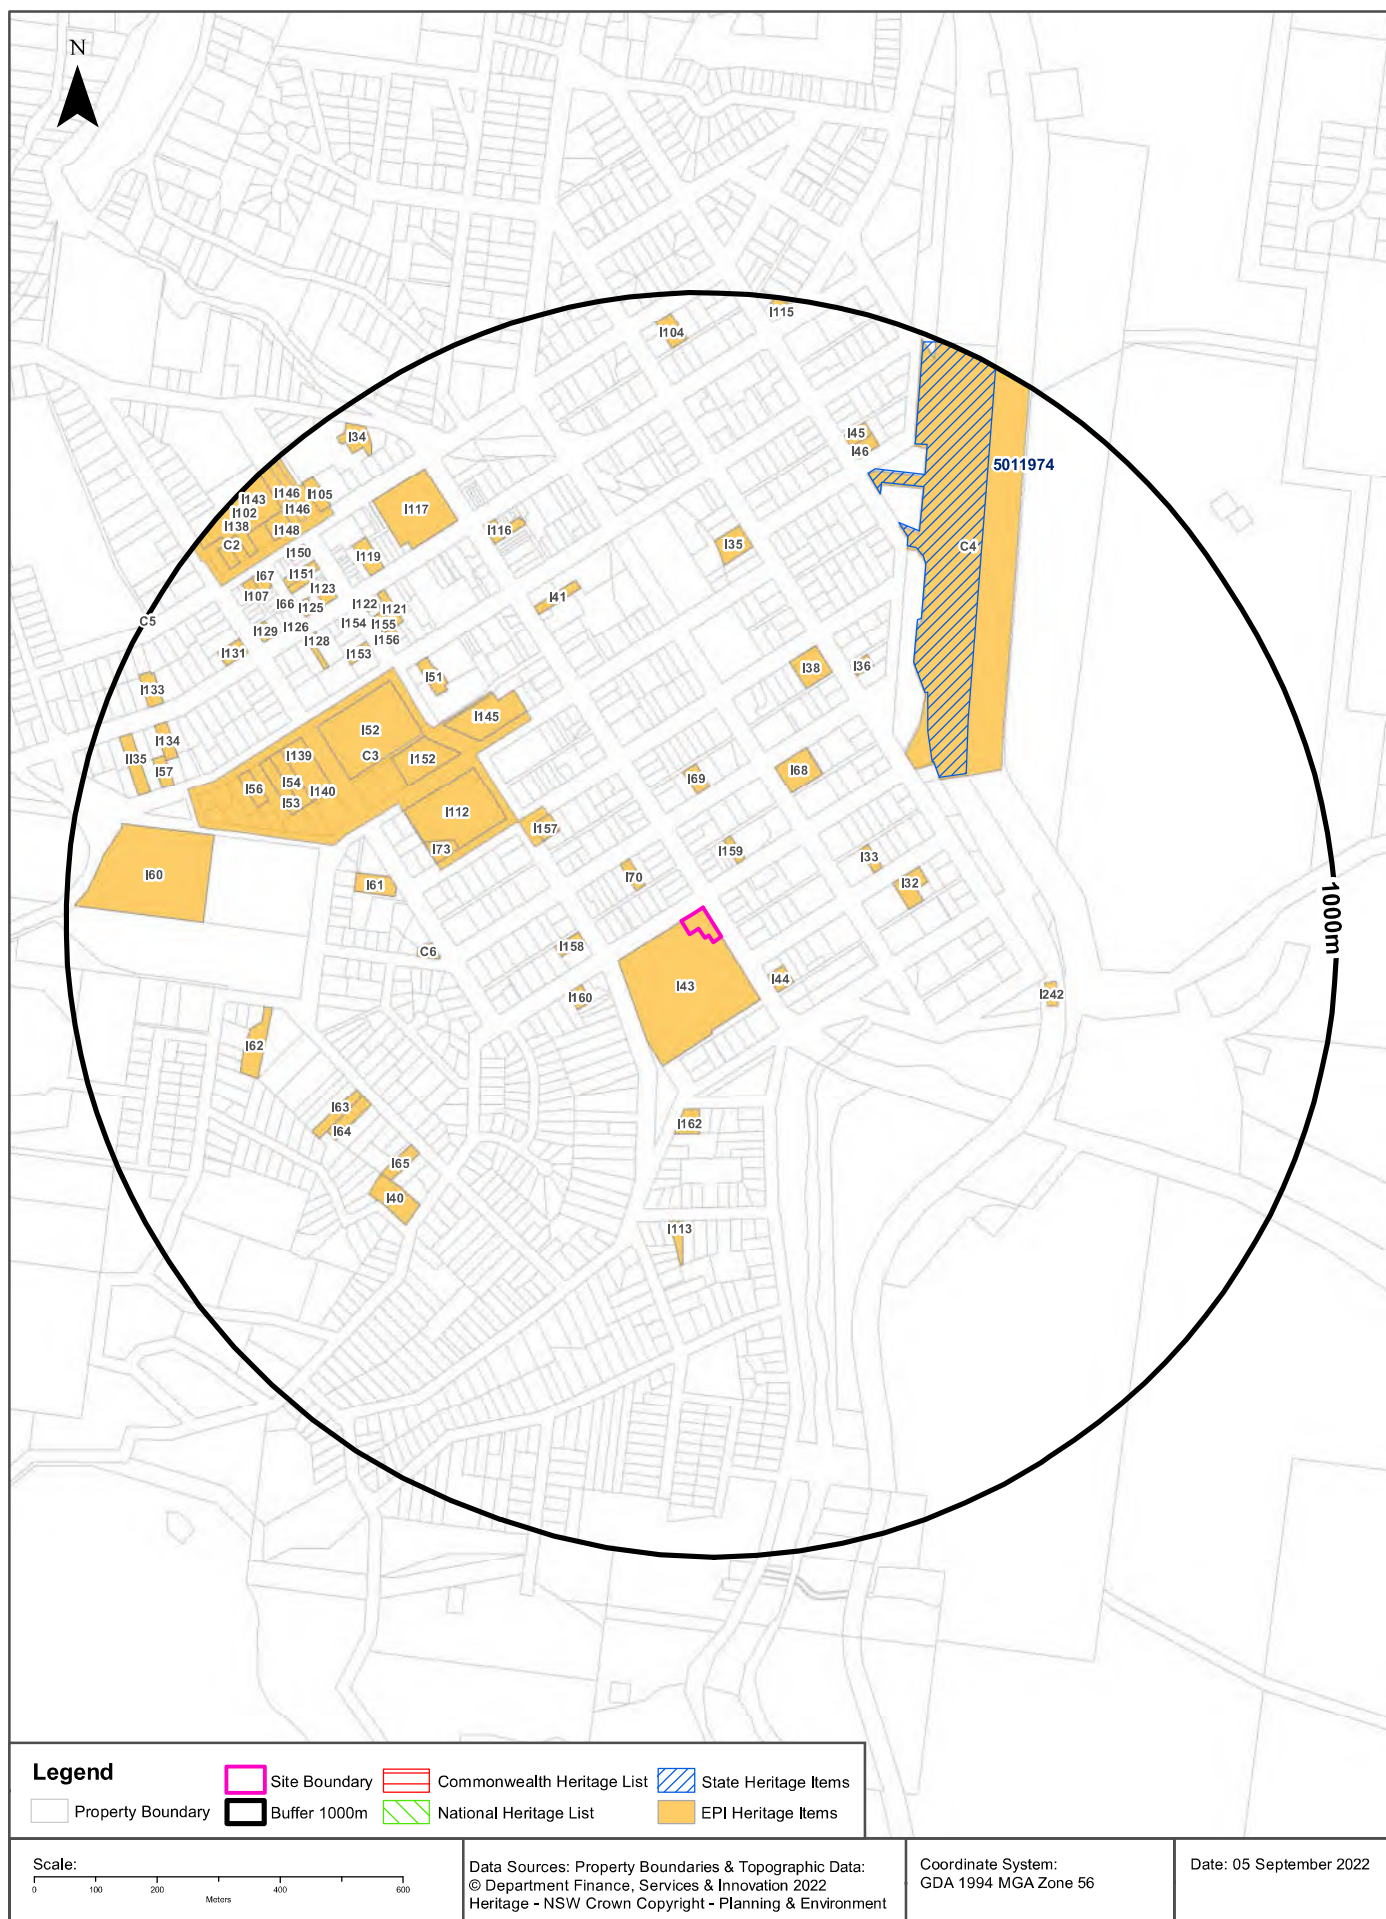 N
I115
I104
I34
I45
I46
5011974
I143
I146
I105
I102
I146
I138
I148
I117
I116
C2
I150
I119
I35
C4
I67
I151
I107
I123
I66
I125
I122
I121
I41
C5
I129
I126
I154
I155
I128
I156
I131
I153
I51
I38
I36
I133
I145
I52
I134
I135
I139
C3
I152
I57
I54
I56
I53
I140
I69
I68
I112
I157
I73
I159
I33
I60
I61
I70
I32
1000m
C6
I158
I44
I43
I160
I242
I62
I63
I64
I162
I65
I40
I113
Legend
Property Boundary
Site Boundary
Buffer 1000m
Commonwealth Heritage List
National Heritage List
State Heritage Items
EPI Heritage Items
Scale:
0 100 200 400 600
Meters
Data Sources: Property Boundaries & Topographic Data:
© Department Finance, Services & Innovation 2022
Heritage - NSW Crown Copyright - Planning & Environment
Coordinate System:
GDA 1994 MGA Zone 56
Date: 05 September 2022